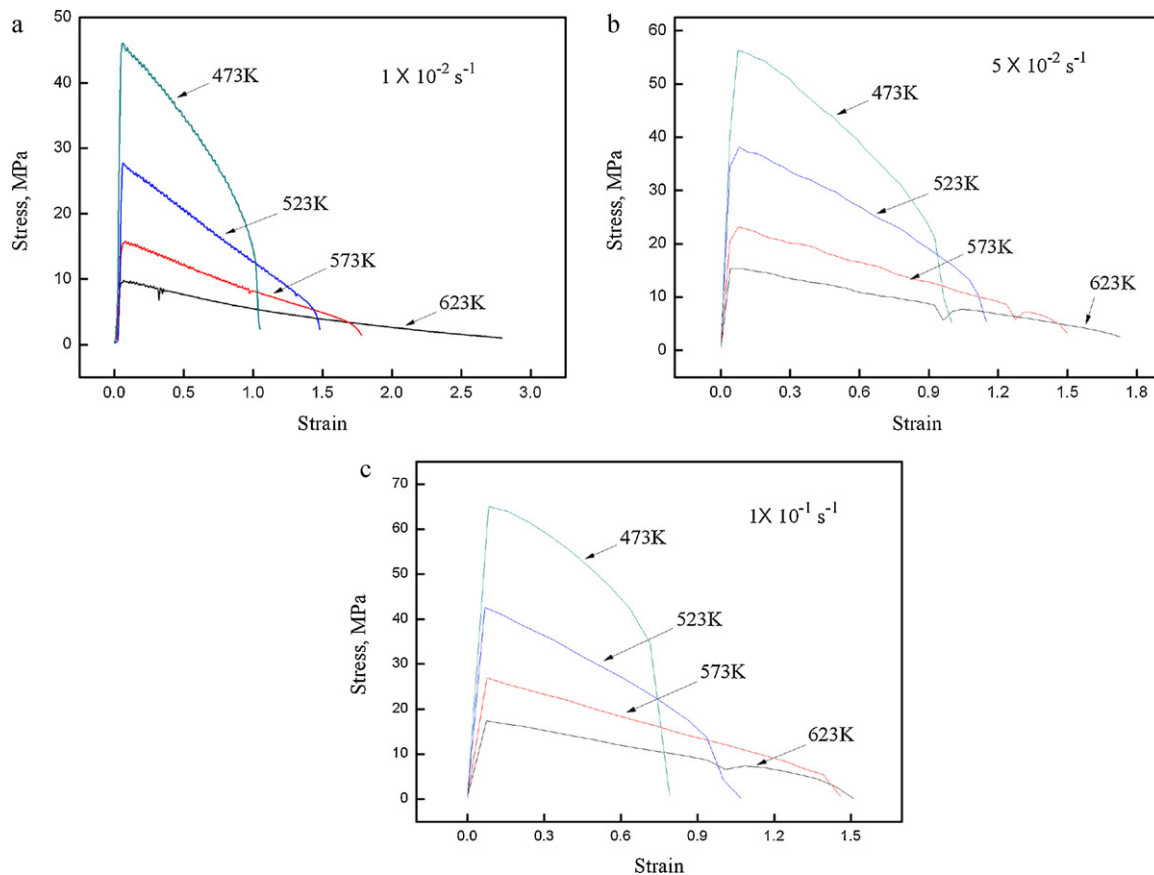 a
50
40
30
20
10
0
Stress, MPa
1 X 10⁻² s⁻¹
473K
523K
573K
623K
0.0 0.5 1.0 1.5 2.0 2.5 3.0
Strain
b
60
50
40
30
20
10
0
Stress, MPa
5 X 10⁻² s⁻¹
473K
523K
573K
623K
0.0 0.3 0.6 0.9 1.2 1.5 1.8
Strain
c
70
60
50
40
30
20
10
0
Stress, MPa
1X 10⁻¹ s⁻¹
473K
523K
573K
623K
0.0 0.3 0.6 0.9 1.2 1.5
Strain